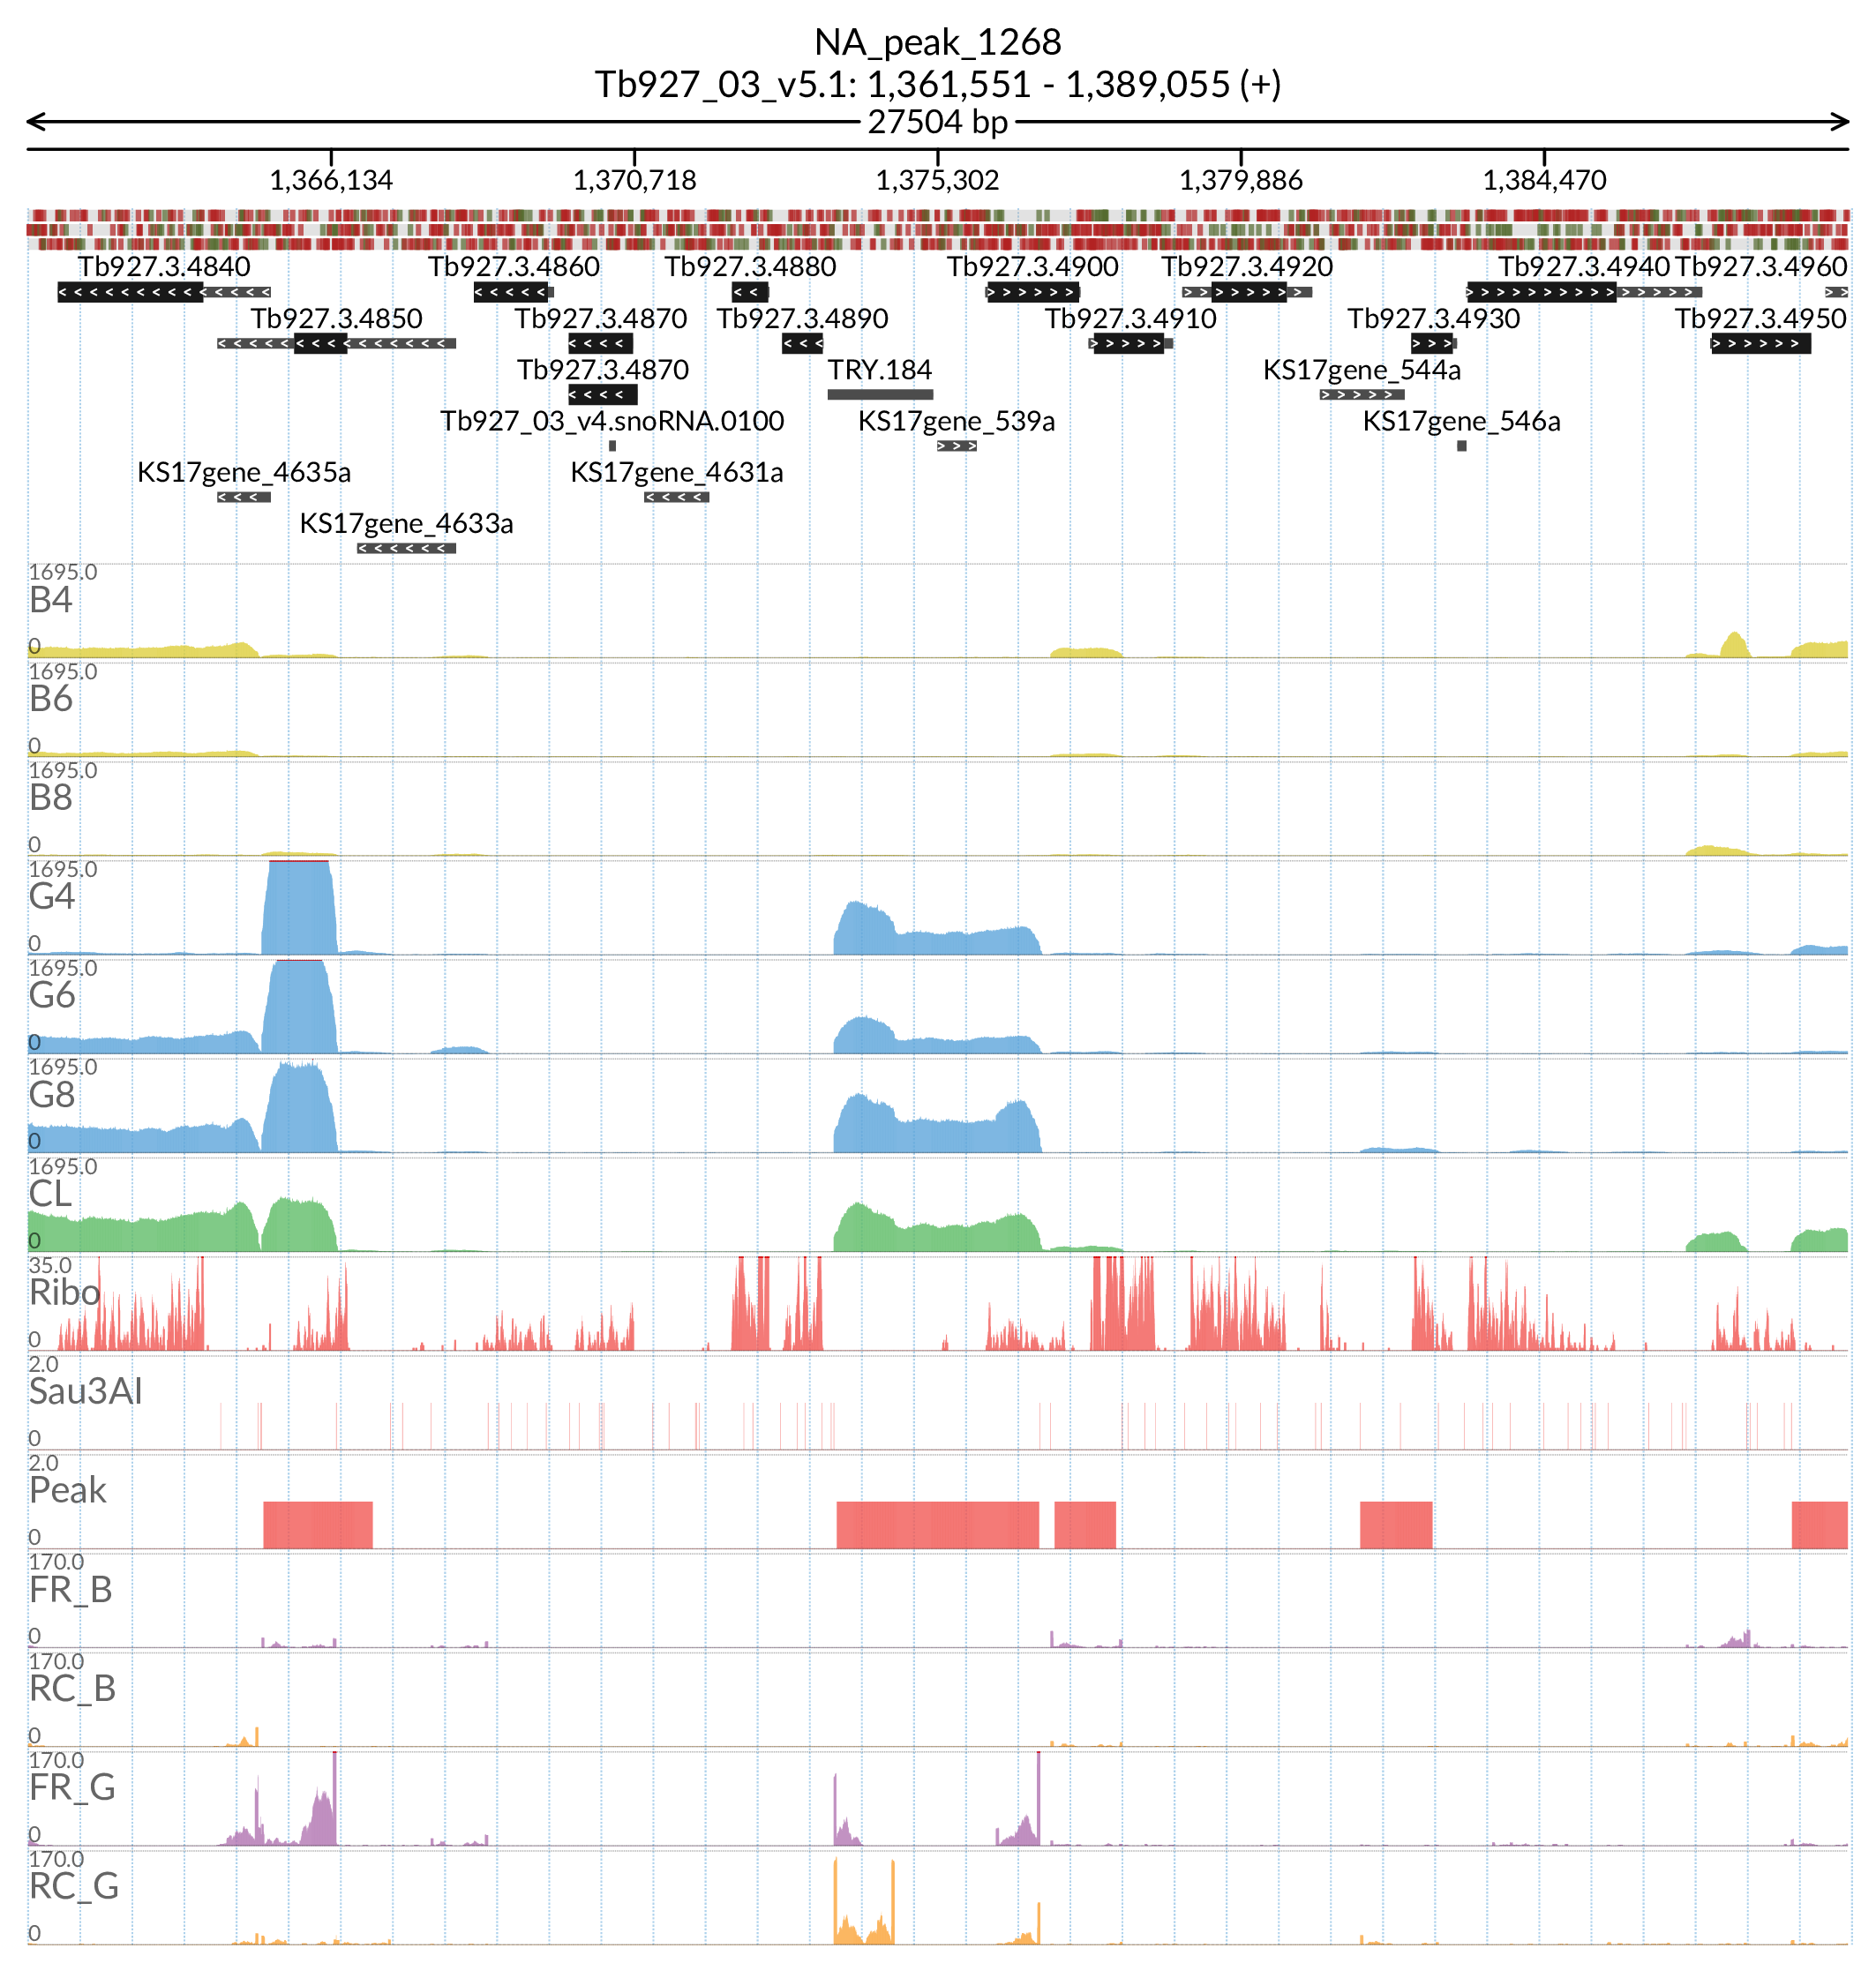 NA_peak_1268
Tb927_03_v5.1: 1,361,551 - 1,389,055 (+)
27504 bp
1,366,134 1,370,718 1,375,302 1,379,886 1,384,470
Tb927.3.4840 Tb927.3.4860 Tb927.3.4880 Tb927.3.4900 Tb927.3.4920 Tb927.3.4940 Tb927.3.4960
Tb927.3.4850 Tb927.3.4870 Tb927.3.4890 Tb927.3.4910 Tb927.3.4930 Tb927.3.4950
Tb927.3.4870 TRY.184 KS17gene_544a
Tb927_03_v4.snoRNA.0100 KS17gene_539a KS17gene_546a
KS17gene_4635a KS17gene_4631a
KS17gene_4633a
1695.0
B4
0
1695.0
B6
0
1695.0
B8
0
1695.0
G4
0
1695.0
G6
0
1695.0
G8
0
1695.0
CL
0
35.0
Ribo
0
2.0
Sau3AI
0
2.0
Peak
0
170.0
FR_B
0
170.0
RC_B
0
170.0
FR_G
0
170.0
RC_G
0